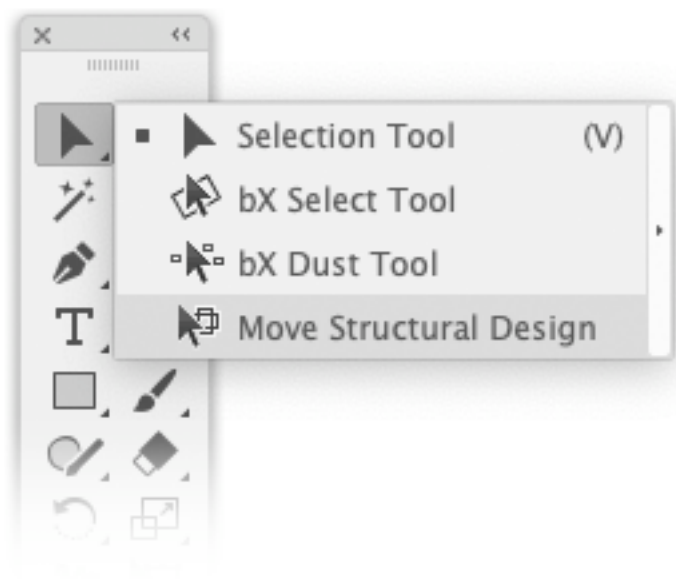 Selection Tool (V)
bX Select Tool
bX Dust Tool
Move Structural Design